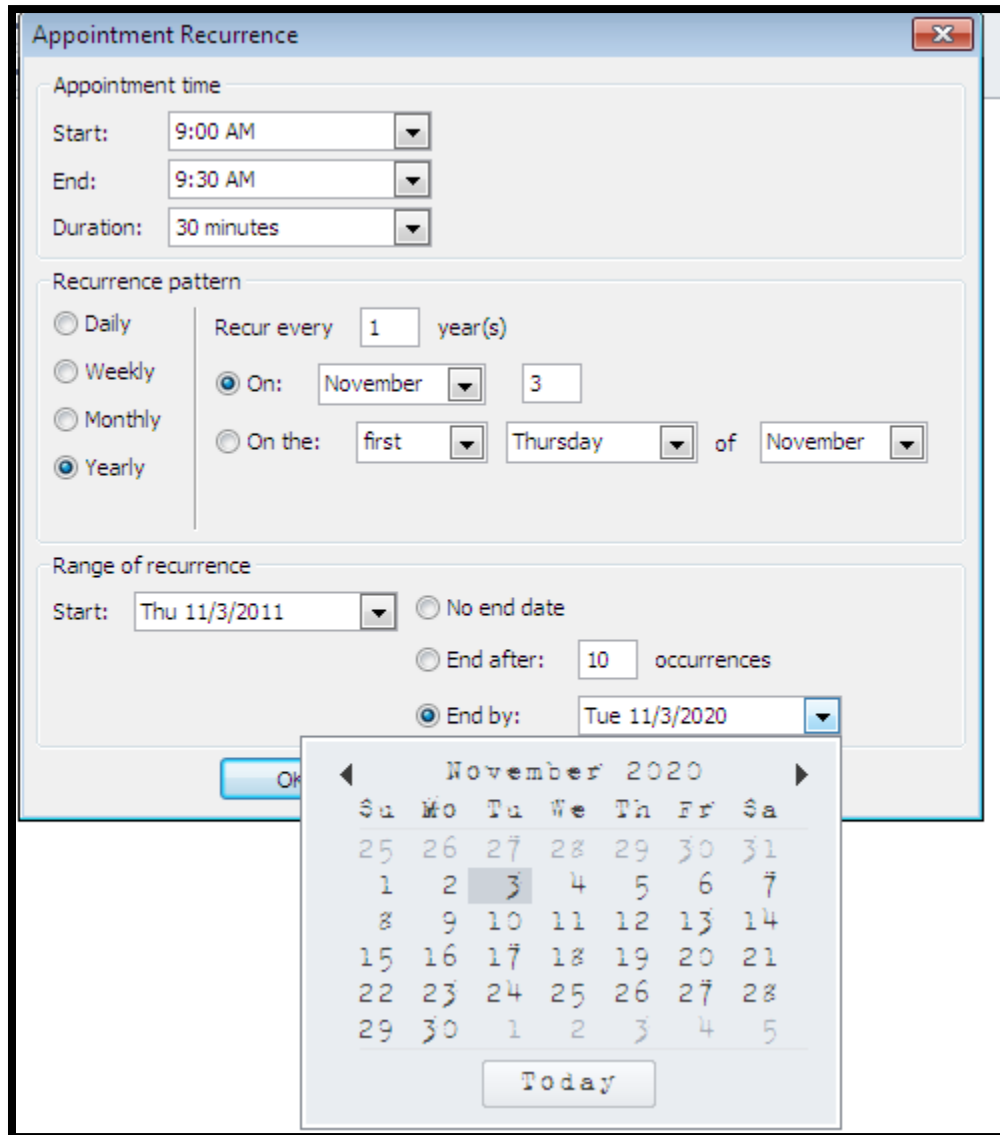 Appointment Recurrence
Appointment time
Start: 9:00 AM
End: 9:30 AM
Duration: 30 minutes
Recurrence pattern
Daily
Weekly
Monthly
Yearly
Recur every 1 year(s)
On: November 3
On the: first Thursday of November
Range of recurrence
Start: Thu 11/3/2011
No end date
End after: 10 occurrences
End by: Tue 11/3/2020
OK
November 2020
Su Mo Tu We Th Fr Sa
25 26 27 28 29 30 31
1 2 3 4 5 6 7
8 9 10 11 12 13 14
15 16 17 18 19 20 21
22 23 24 25 26 27 28
29 30 1 2 3 4 5
Today